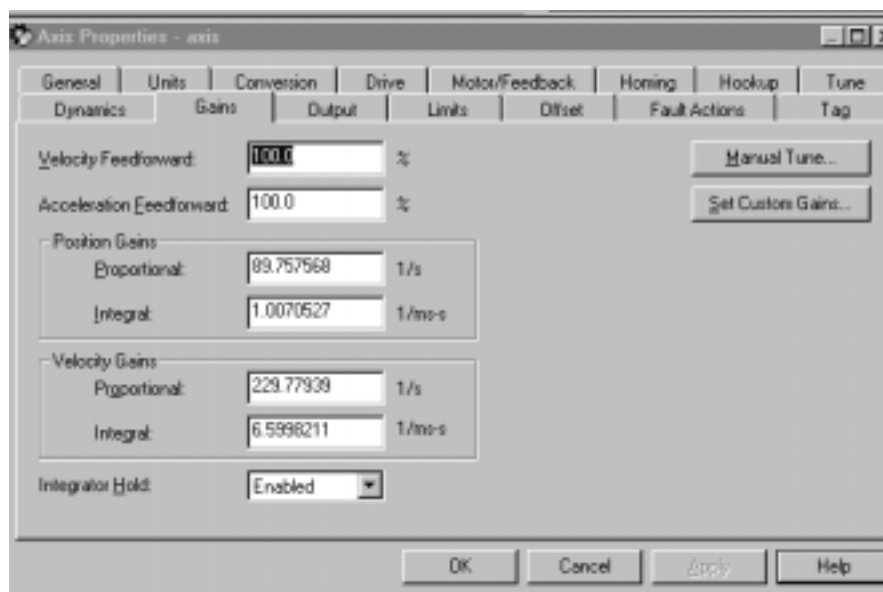 Axis Properties - axis
General Units Conversion Drive Motor/Feedback Homing Hookup Tune
Dynamics Gains Output Limits Offset Fault Actions Tag
Velocity Feedforward: 100.0 % Manual Tune...
Acceleration Feedforward: 100.0 % Set Custom Gains...
Position Gains
Proportional: 89.757568 1/s
Integral: 1.0070527 1/ms-s
Velocity Gains
Proportional: 229.77939 1/s
Integral: 6.5998211 1/ms-s
Integrator Hold: Enabled
OK Cancel Apply Help